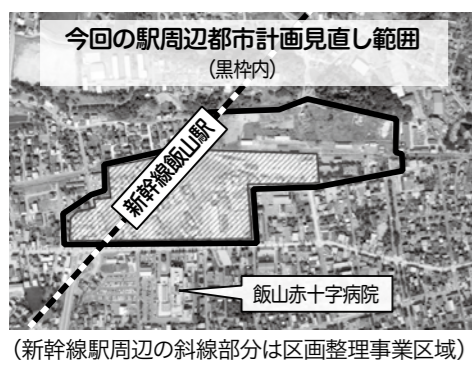 今回の駅周辺都市計画見直し範囲
(黒枠内)
新幹線飯山駅
飯山赤十字病院
(新幹線駅周辺の斜線部分は区画整理事業区域)